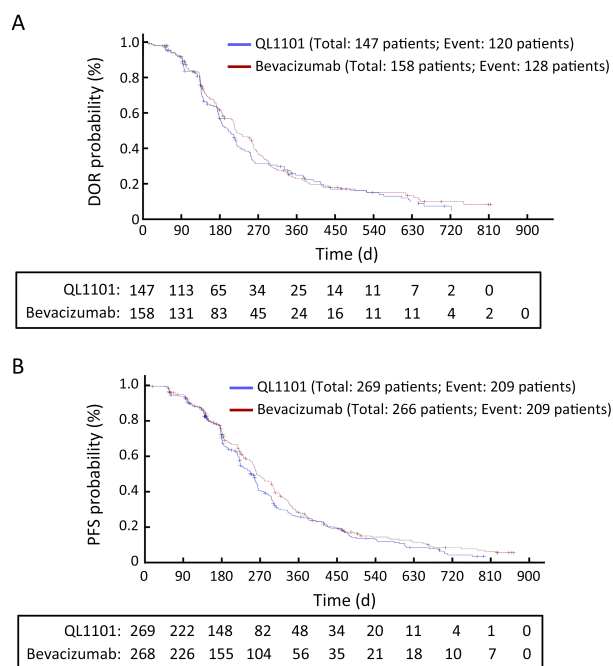 A
QL1101 (Total: 147 patients; Event: 120 patients)
Bevacizumab (Total: 158 patients; Event: 128 patients)
DOR probability (%)
1.0
0.8
0.6
0.4
0.2
0
0 90 180 270 360 450 540 630 720 810 900
Time (d)
QL1101: 147 113 65 34 25 14 11 7 2 0
Bevacizumab: 158 131 83 45 24 16 11 11 4 2 0
B
QL1101 (Total: 269 patients; Event: 209 patients)
Bevacizumab (Total: 266 patients; Event: 209 patients)
PFS probability (%)
1.0
0.8
0.6
0.4
0.2
0
0 90 180 270 360 450 540 630 720 810 900
Time (d)
QL1101: 269 222 148 82 48 34 20 11 4 1 0
Bevacizumab: 268 226 155 104 56 35 21 18 10 7 0